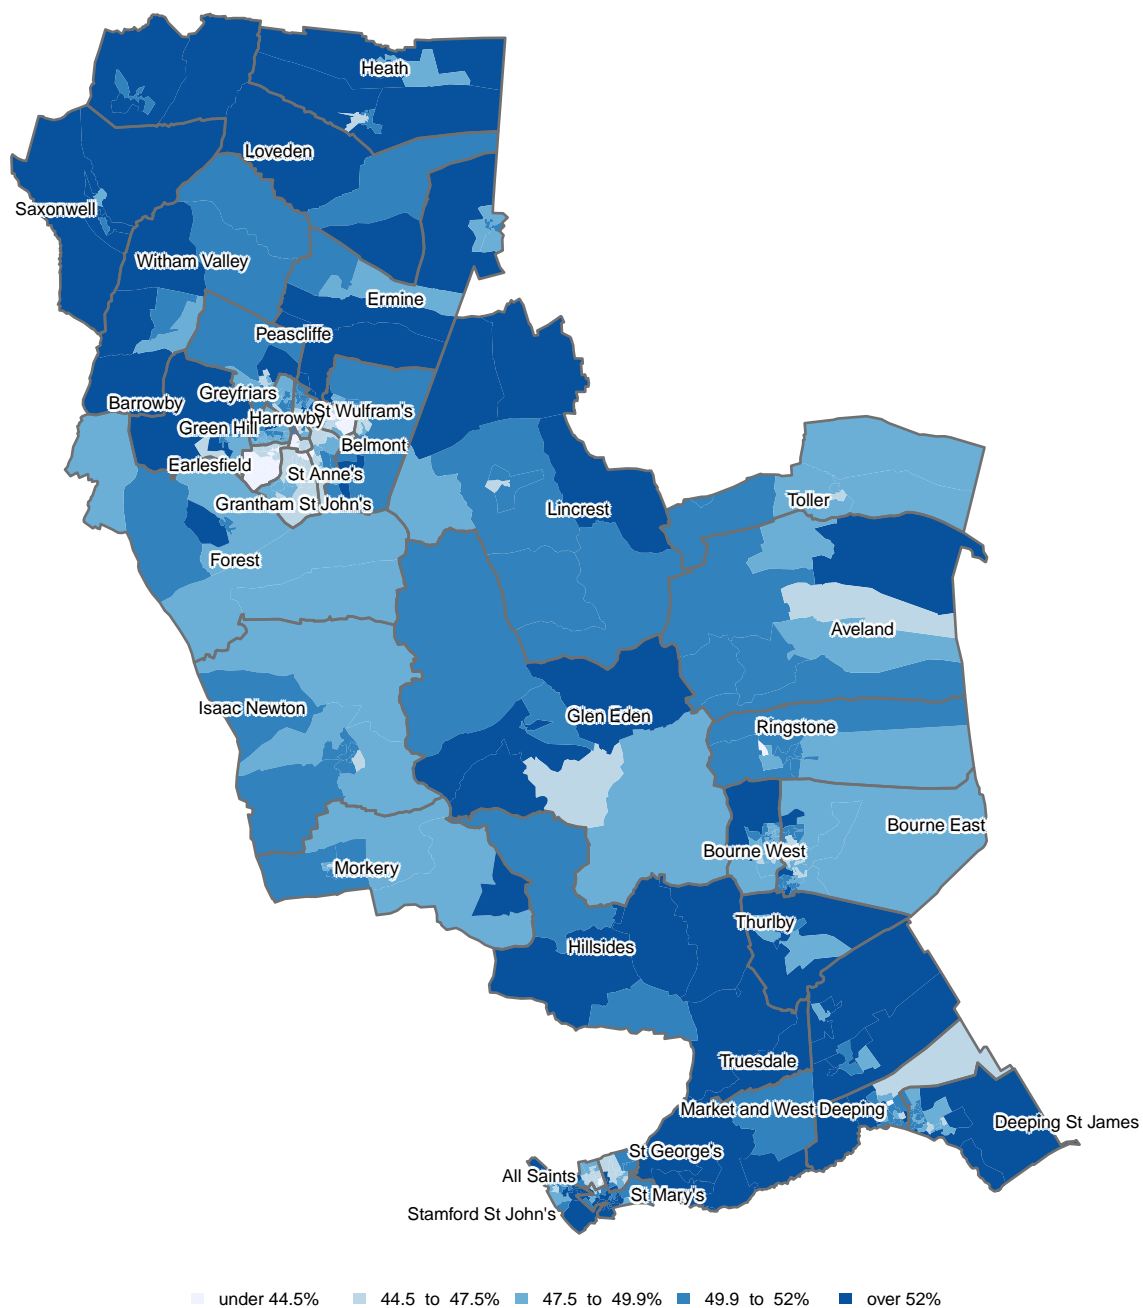 Heath
Loveden
Saxonwell
Witham Valley
Ermine
Peascliffe
Greyfriars
Barrowby
St Wulfram's
Harrowby
Green Hill
Belmont
Earlesfield
St Anne's
Grantham St John's
Toller
Lincrest
Forest
Aveland
Isaac Newton
Glen Eden
Ringstone
Bourne East
Bourne West
Morkery
Thurlby
Hillsides
Truesdale
Market and West Deeping
Deeping St James
St George's
All Saints
St Mary's
Stamford St John's
under 44.5% 44.5 to 47.5% 47.5 to 49.9% 49.9 to 52% over 52%